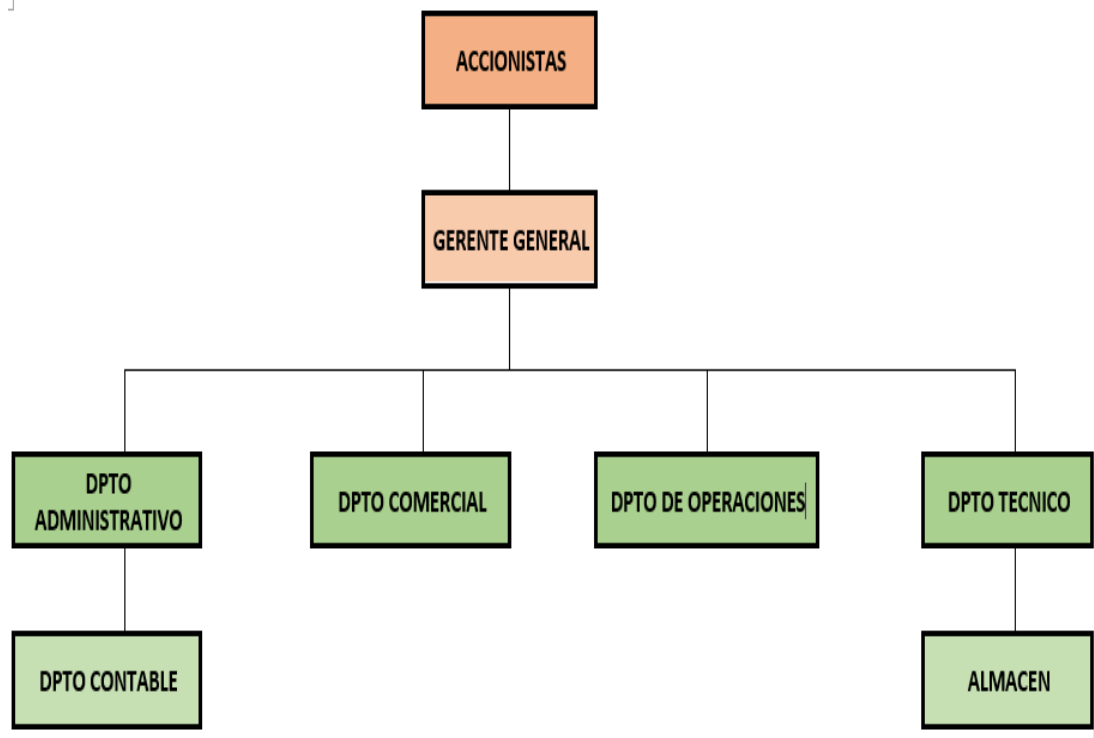 ACCIONISTAS
GERENTE GENERAL
DPTO
ADMINISTRATIVO
DPTO COMERCIAL
DPTO DE OPERACIONES
DPTO TECNICO
DPTO CONTABLE
ALMACEN